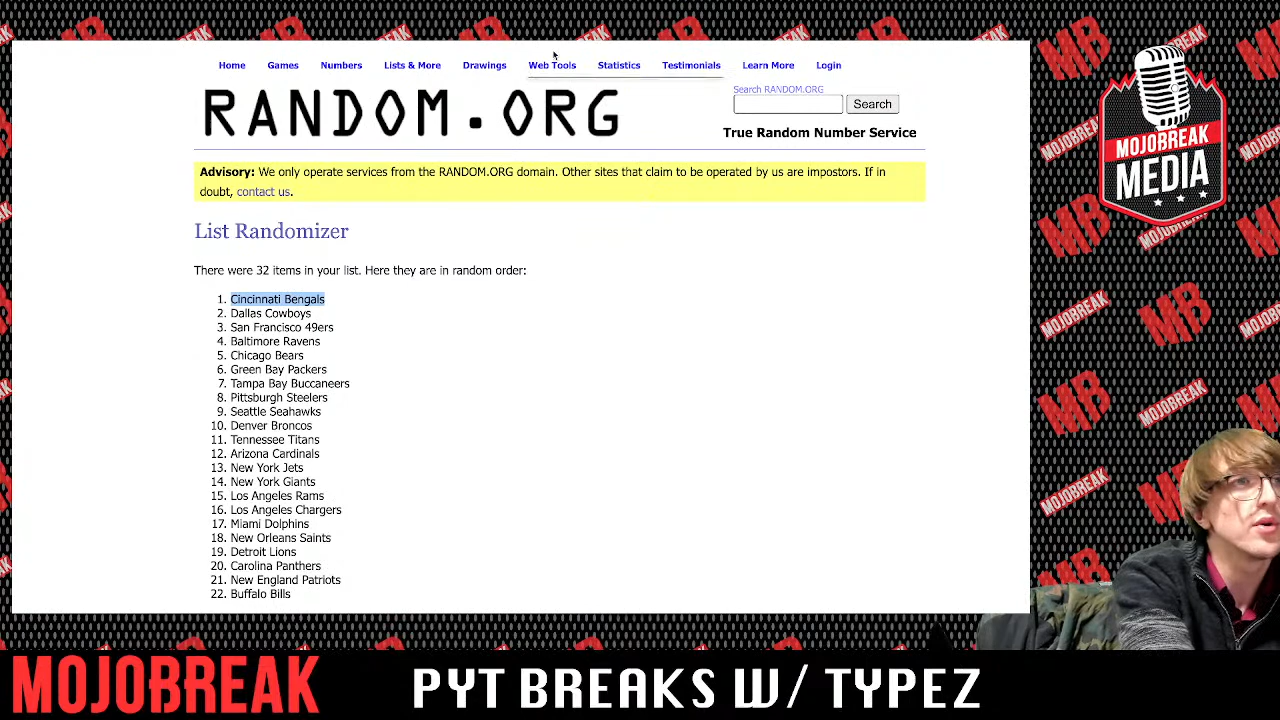 Home Games Numbers Lists & More Drawings Web Tools Statistics Testimonials Learn More Login
RANDOM.ORG
Search RANDOM.ORG
Search
True Random Number Service
Advisory: We only operate services from the RANDOM.ORG domain. Other sites that claim to be operated by us are impostors. If in
doubt, contact us.
List Randomizer
There were 32 items in your list. Here they are in random order:
1. Cincinnati Bengals
2. Dallas Cowboys
3. San Francisco 49ers
4. Baltimore Ravens
5. Chicago Bears
6. Green Bay Packers
7. Tampa Bay Buccaneers
8. Pittsburgh Steelers
9. Seattle Seahawks
10. Denver Broncos
11. Tennessee Titans
12. Arizona Cardinals
13. New York Jets
14. New York Giants
15. Los Angeles Rams
16. Los Angeles Chargers
17. Miami Dolphins
18. New Orleans Saints
19. Detroit Lions
20. Carolina Panthers
21. New England Patriots
22. Buffalo Bills
MOJOBREAK
MEDIA
MOJOBREAK
PYT BREAKS W/ TYPEZ